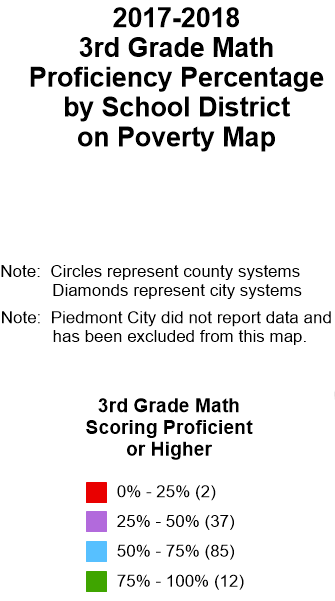 2017-2018
3rd Grade Math
Proficiency Percentage
by School District
on Poverty Map
Note: Circles represent county systems
Diamonds represent city systems
Note: Piedmont City did not report data and
has been excluded from this map.
3rd Grade Math
Scoring Proficient
or Higher
0% - 25% (2)
25% - 50% (37)
50% - 75% (85)
75% - 100% (12)